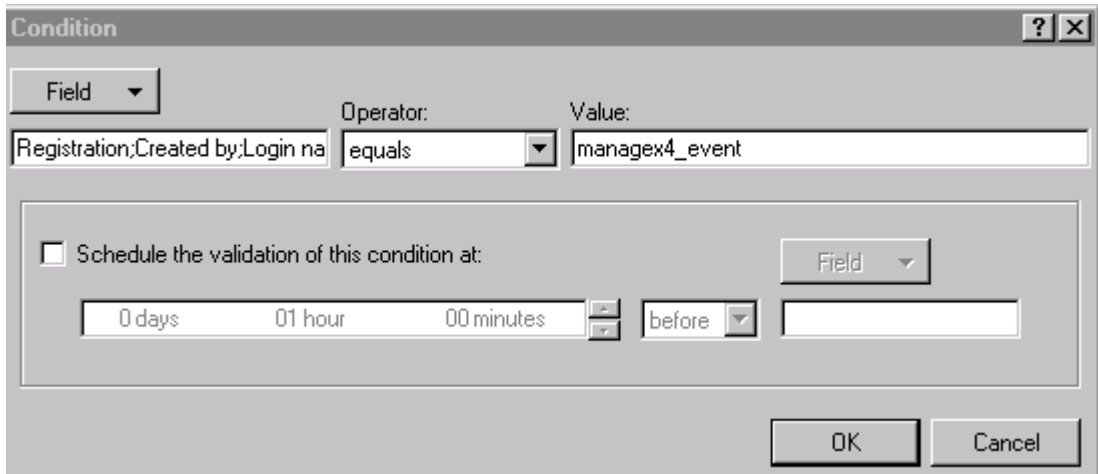 Condition
Field
Operator:
Value:
Registration;Created by;Login na
equals
managex4_event
Schedule the validation of this condition at:
Field
0 days 01 hour 00 minutes
before
OK
Cancel